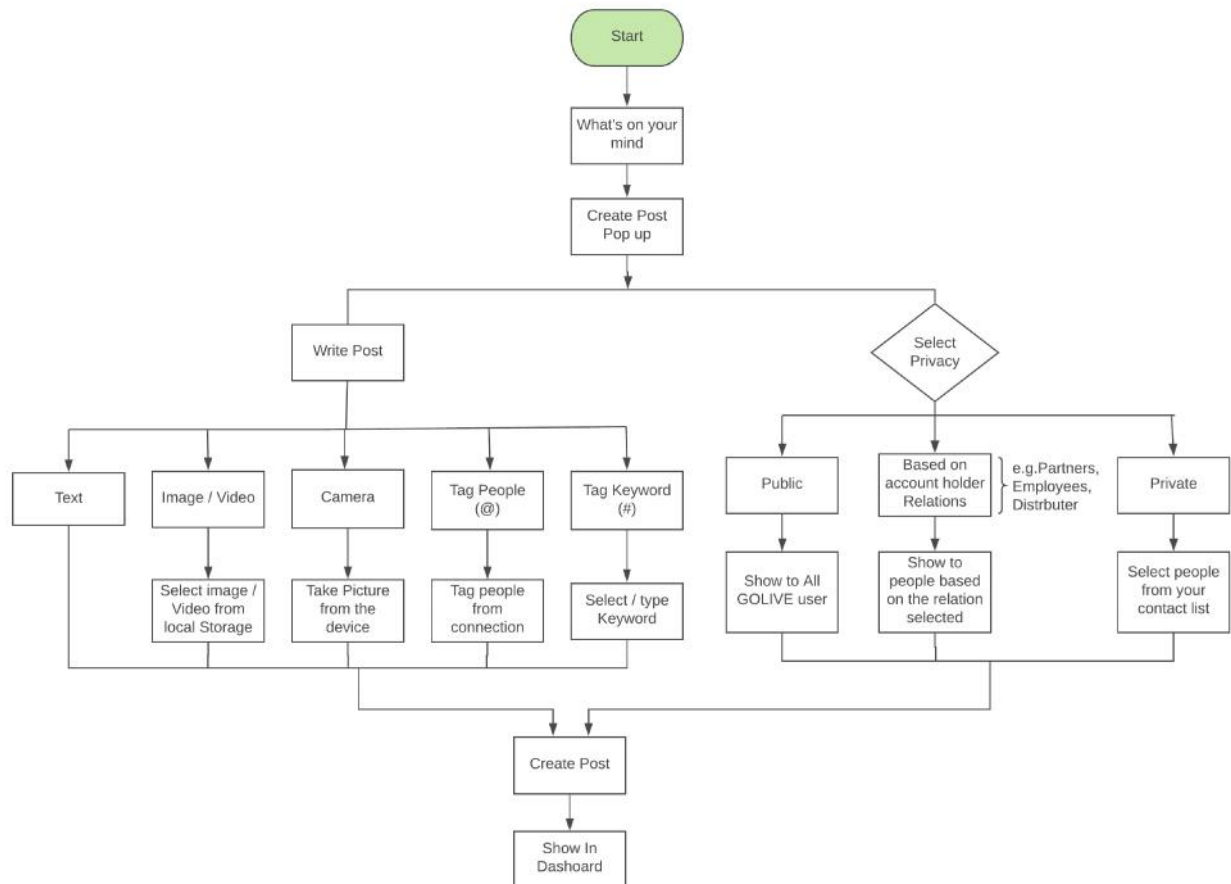 Start
What's on your
mind
Create Post
Pop up
Write Post
Select
Privacy
Text
Image / Video
Camera
Tag People
(@)
Tag Keyword
(#)
Public
Based on
account holder
Relations
e.g.Partners,
Employees,
Distrbuter
Private
Select image /
Video from
local Storage
Take Picture
from the
device
Tag people
from
connection
Select / type
Keyword
Show to All
GOLIVE user
Show to
people based
on the relation
selected
Select people
from your
contact list
Create Post
Show In
Dashoard